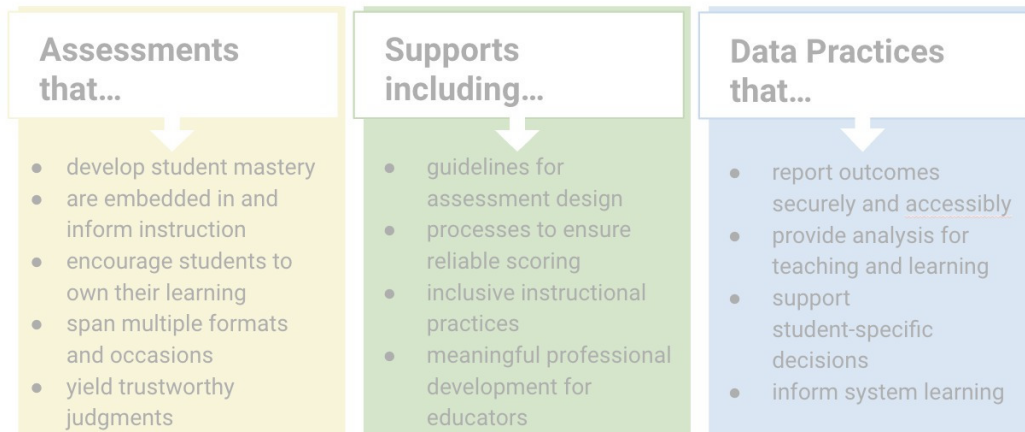 Assessments
that...
● develop student mastery
● are embedded in and
inform instruction
● encourage students to
own their learning
● span multiple formats
and occasions
● yield trustworthy
judgments
Supports
including...
● guidelines for
assessment design
● processes to ensure
reliable scoring
● inclusive instructional
practices
● meaningful professional
development for
educators
Data Practices
that...
● report outcomes
securely and accessibly
● provide analysis for
teaching and learning
● support
student-specific
decisions
● inform system learning